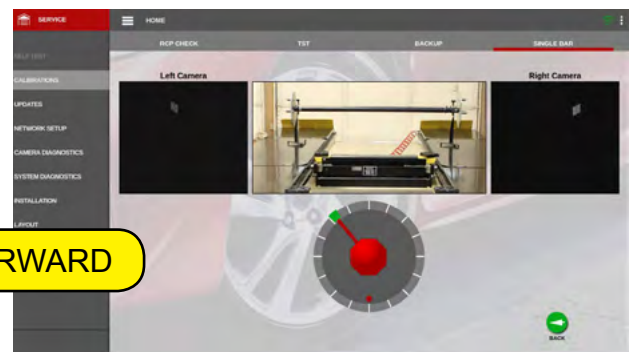 SERVICE
HOME
RCP CHECK
TST
BACKUP
SINGLE BAR
SELF TEST
CALIBRATIONS
UPDATES
NETWORK SETUP
CAMERA DIAGNOSTICS
SYSTEM DIAGNOSTICS
INSTALLATION
LAYOUT
Left Camera
Right Camera
RWARD
BACK